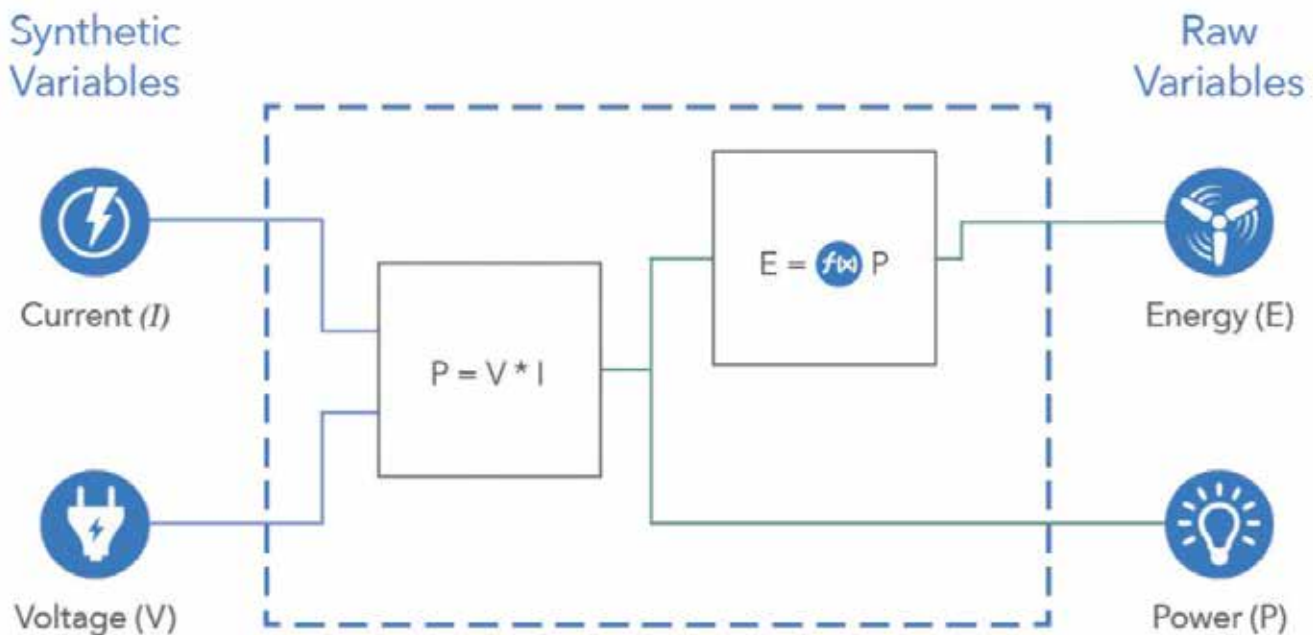 Synthetic
Variables
Raw
Variables
Current (I)
Voltage (V)
P = V * I
E = f(x) P
Energy (E)
Power (P)